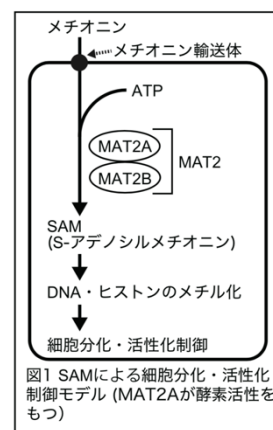 メチオニン
メチオニン輸送体
ATP
MAT2A
MAT2
MAT2B
SAM
(S-アデノシルメチオニン)
DNA・ヒストンのメチル化
細胞分化・活性化制御
図1 SAMによる細胞分化・活性化
制御モデル (MAT2Aが酵素活性を
もつ)